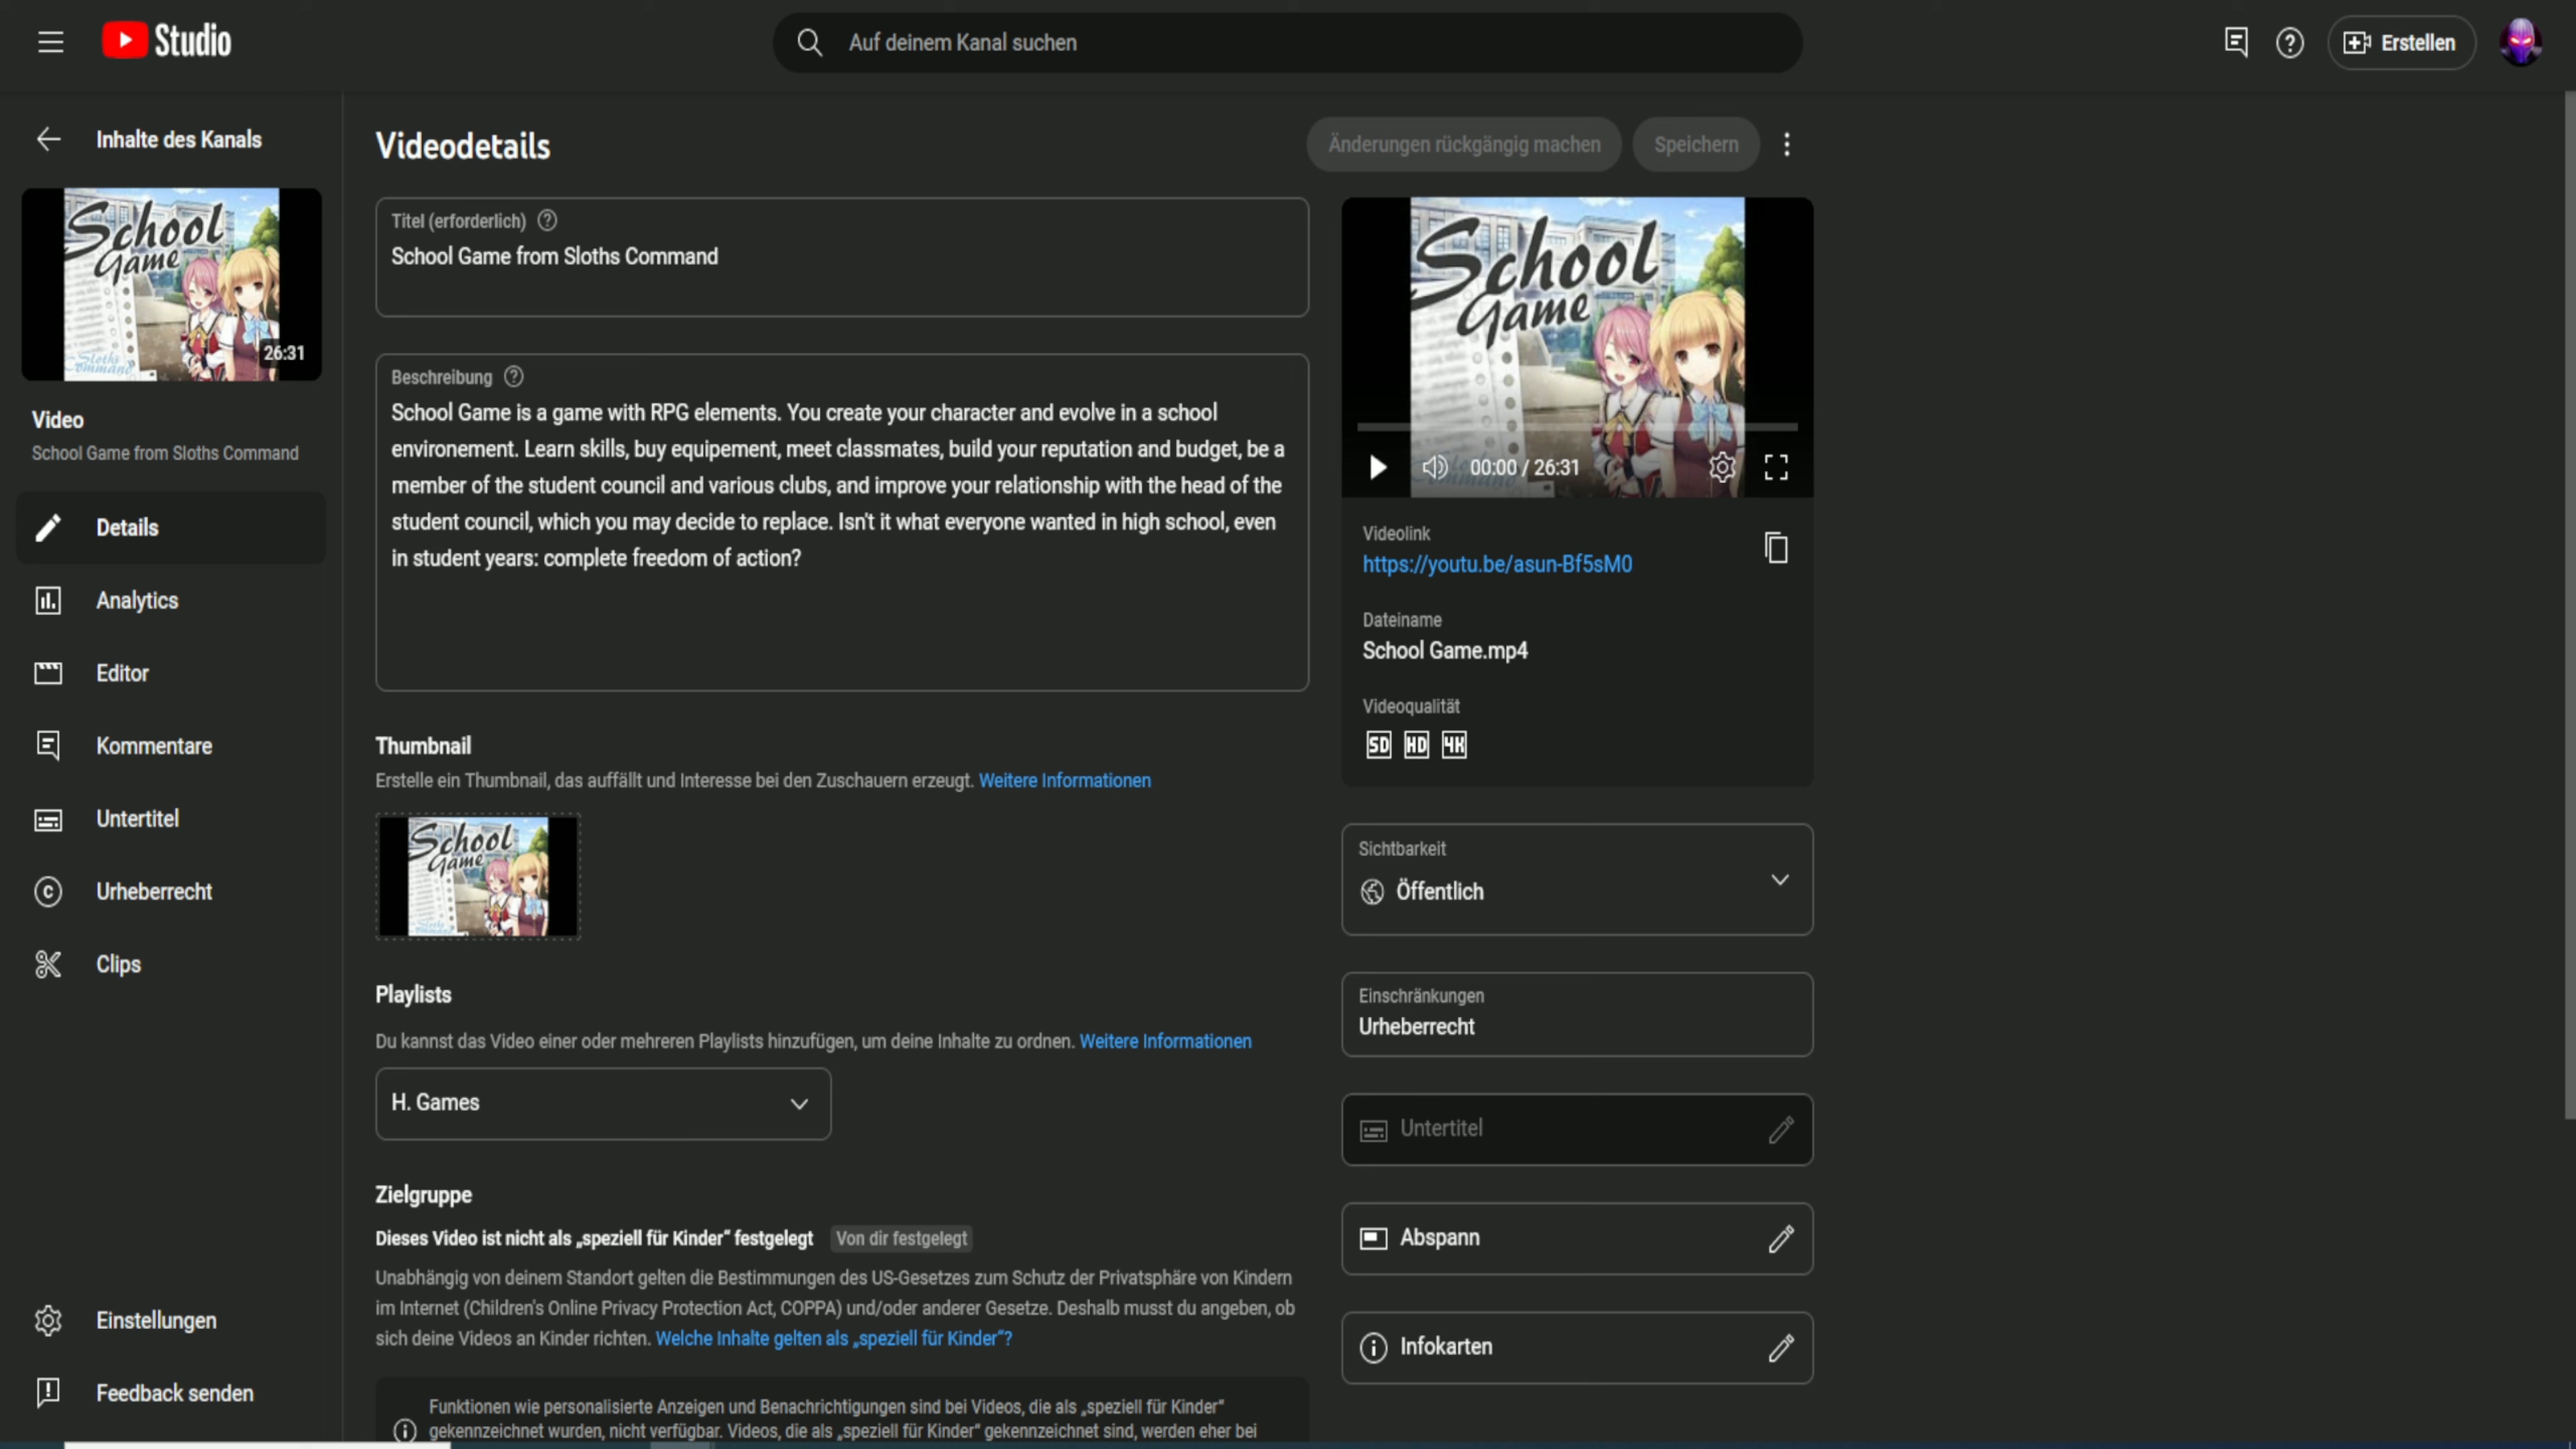 Studio
Auf deinem Kanal suchen
Erstellen
Inhalte des Kanals
School
Game
Sloths
Command
26:31
Video
School Game from Sloths Command
Details
Analytics
Editor
Kommentare
Untertitel
Urheberrecht
Clips
Einstellungen
Feedback senden
Videodetails
Änderungen rückgängig machen
Speichern
Titel (erforderlich)
School Game from Sloths Command
Beschreibung
School Game is a game with RPG elements. You create your character and evolve in a school
environement. Learn skills, buy equipement, meet classmates, build your reputation and budget, be a
member of the student council and various clubs, and improve your relationship with the head of the
student council, which you may decide to replace. Isn't it what everyone wanted in high school, even
in student years: complete freedom of action?
Thumbnail
Erstelle ein Thumbnail, das auffällt und Interesse bei den Zuschauern erzeugt. Weitere Informationen
School
Game
Sloths
Command
Playlists
Du kannst das Video einer oder mehreren Playlists hinzufügen, um deine Inhalte zu ordnen. Weitere Informationen
H. Games
Zielgruppe
Dieses Video ist nicht als „speziell für Kinder“ festgelegt Von dir festgelegt
Unabhängig von deinem Standort gelten die Bestimmungen des US-Gesetzes zum Schutz der Privatsphäre von Kindern
im Internet (Children's Online Privacy Protection Act, COPPA) und/oder anderer Gesetze. Deshalb musst du angeben, ob
sich deine Videos an Kinder richten. Welche Inhalte gelten als „speziell für Kinder“?
Funktionen wie personalisierte Anzeigen und Benachrichtigungen sind bei Videos, die als „speziell für Kinder“
gekennzeichnet wurden, nicht verfügbar. Videos, die als „speziell für Kinder“ gekennzeichnet sind, werden eher bei
School
Game
Command
00:00 / 26:31
Videolink
https://youtu.be/asun-Bf5sM0
Dateiname
School Game.mp4
Videoqualität
SD HD 4K
Sichtbarkeit
Öffentlich
Einschränkungen
Urheberrecht
Untertitel
Abspann
Infokarten